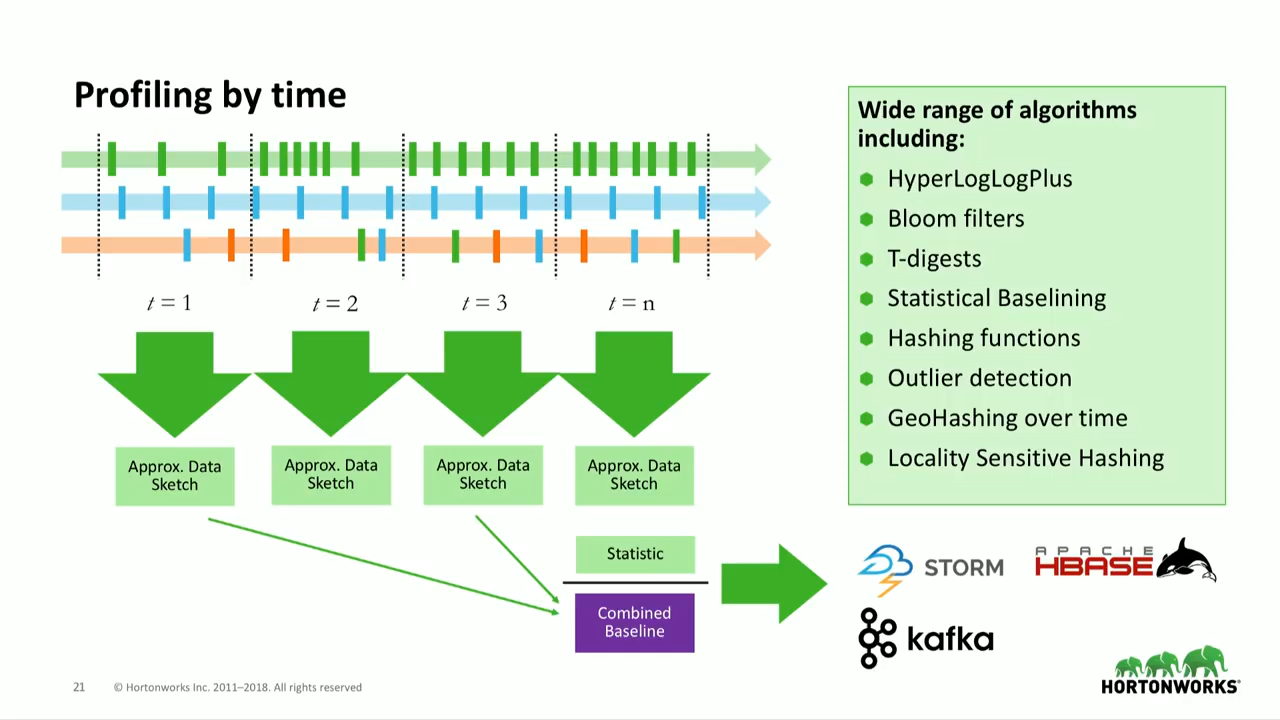 Profiling by time
t = 1
t = 2
t = 3
t = n
Approx. Data
Sketch
Approx. Data
Sketch
Approx. Data
Sketch
Approx. Data
Sketch
Statistic
Combined
Baseline
Wide range of algorithms
including:
HyperLogLogPlus
Bloom filters
T-digests
Statistical Baselining
Hashing functions
Outlier detection
GeoHashing over time
Locality Sensitive Hashing
STORM
APACHE
HBASE
kafka
HORTONWORKS®
21
© Hortonworks Inc. 2011–2018. All rights reserved